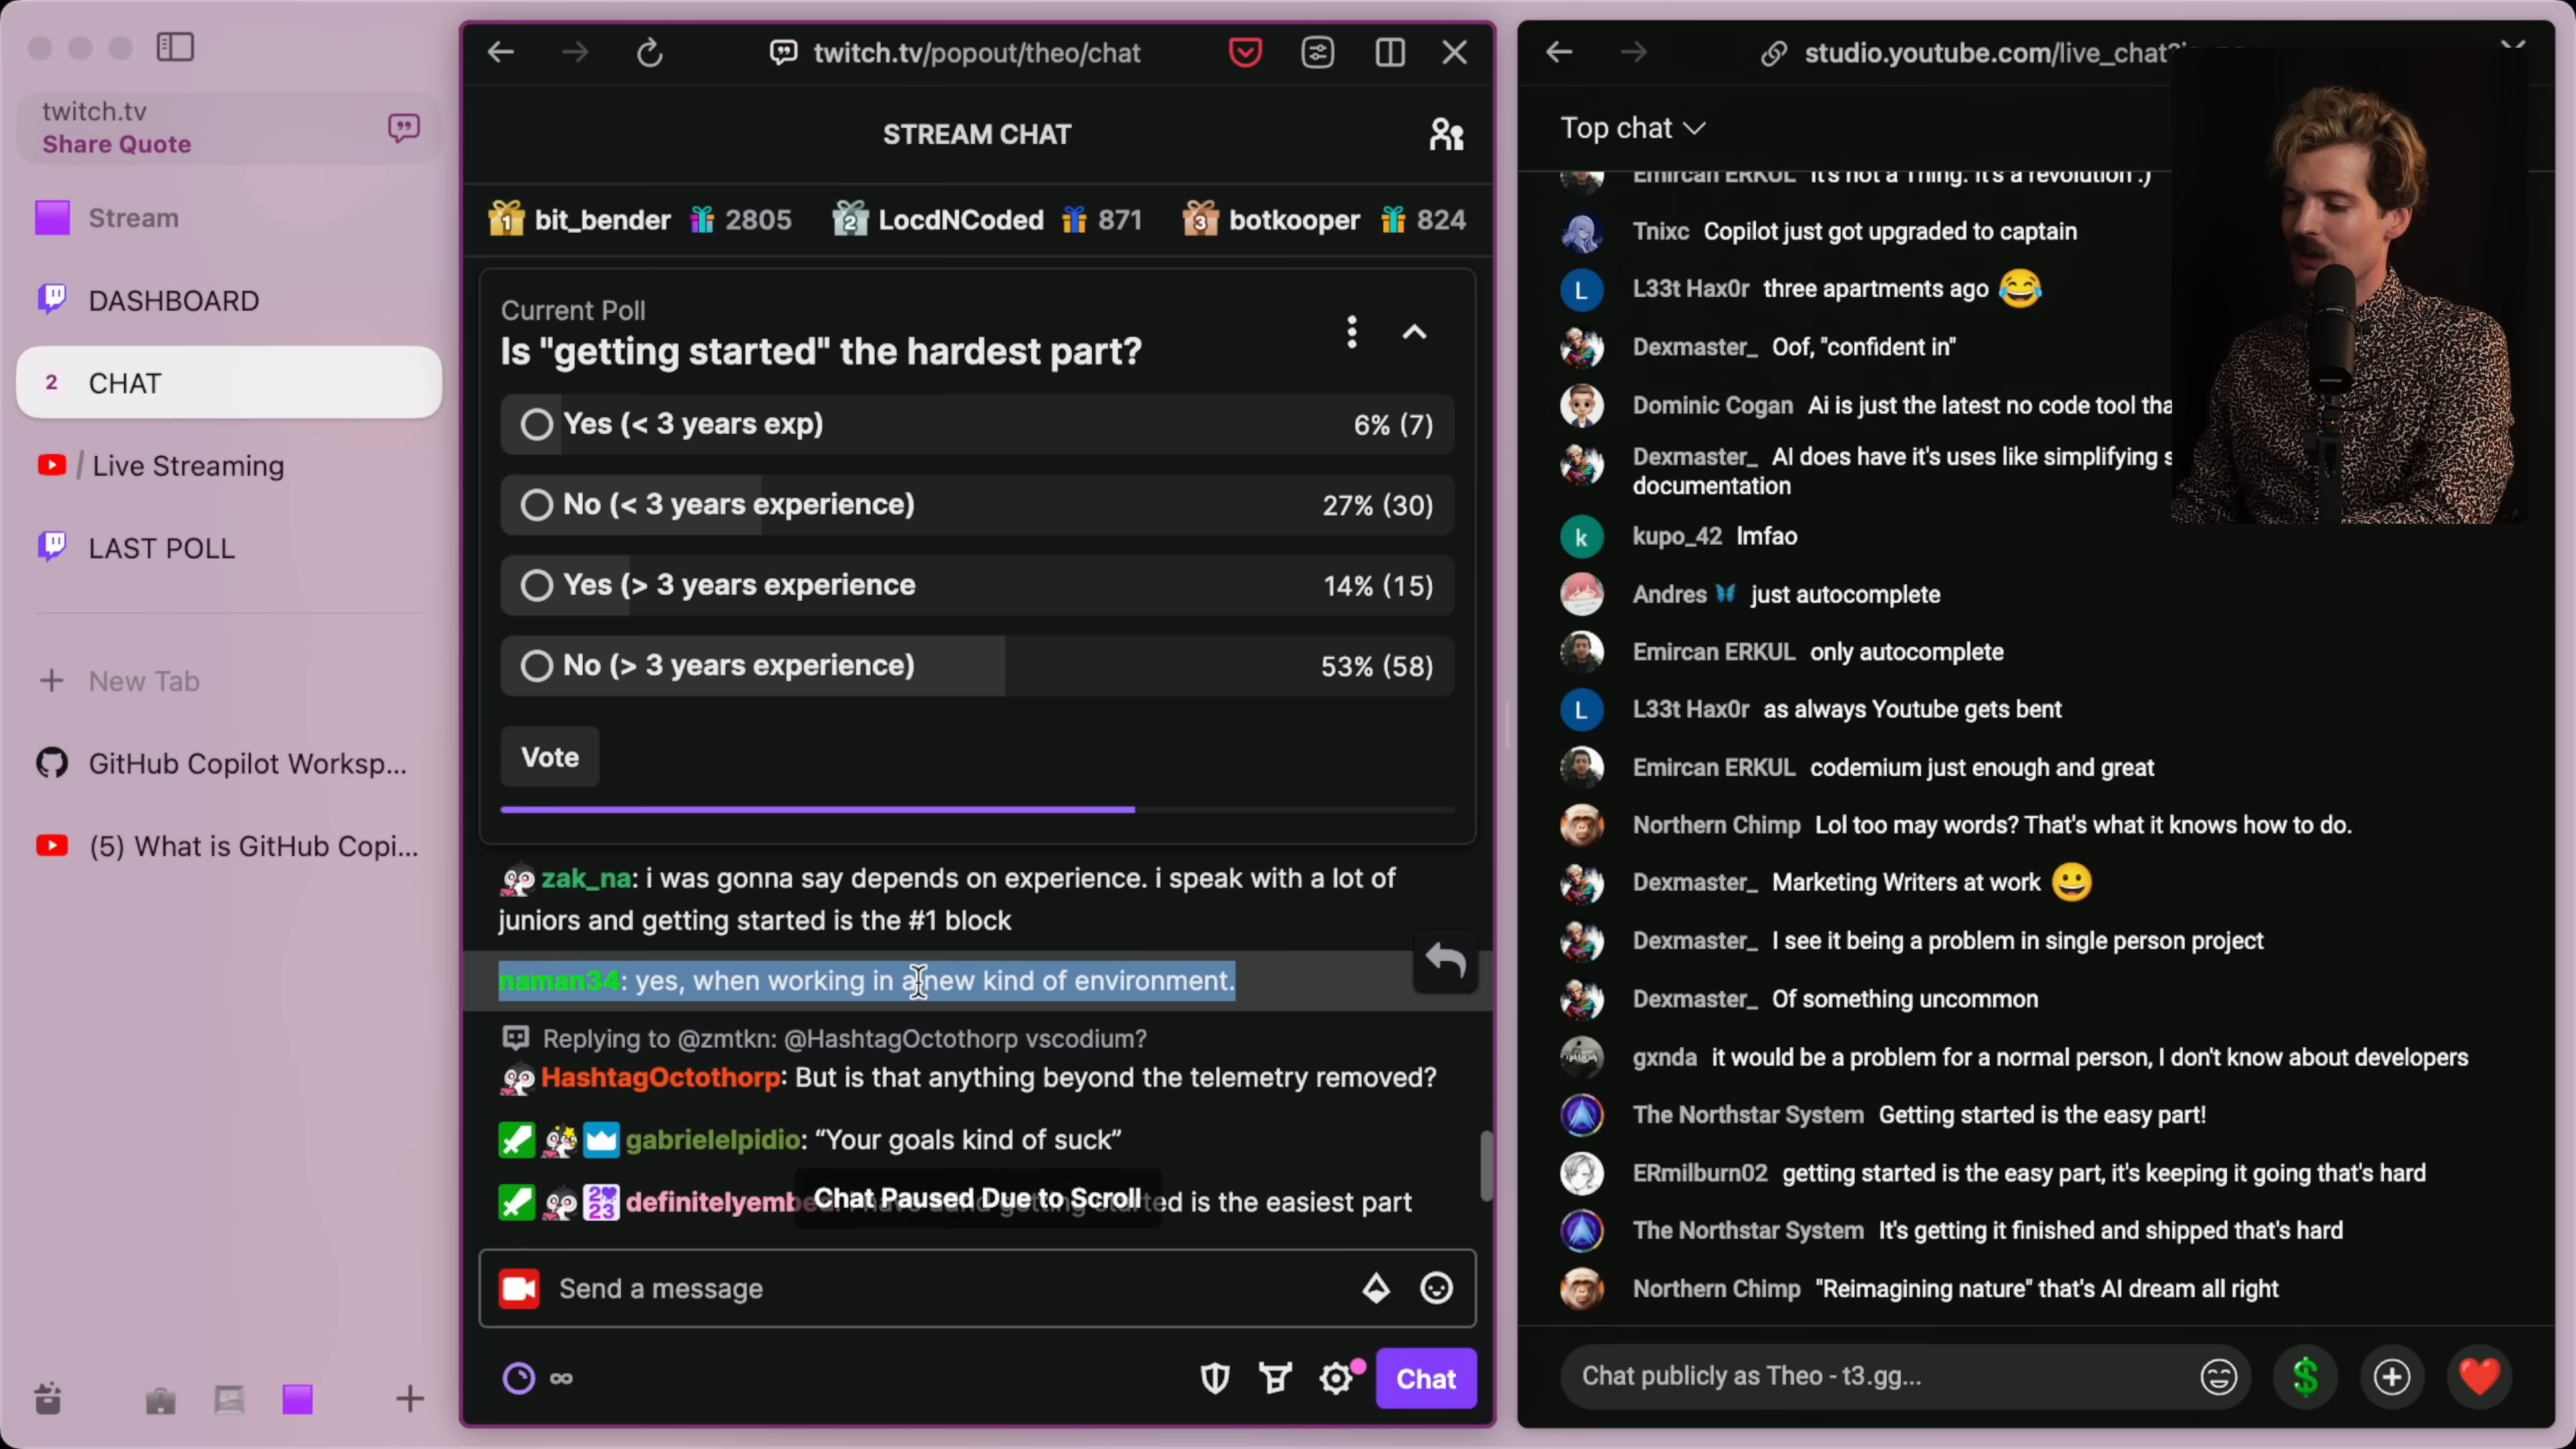 twitch.tv
Share Quote
Stream
DASHBOARD
2 CHAT
/ Live Streaming
LAST POLL
+ New Tab
GitHub Copilot Worksp...
(5) What is GitHub Copi...
twitch.tv/popout/theo/chat
STREAM CHAT
1 bit_bender 2805 2 LocdNCoded 871 3 botkooper 824
Current Poll
Is "getting started" the hardest part?
Yes (< 3 years exp) 6% (7)
No (< 3 years experience) 27% (30)
Yes (> 3 years experience 14% (15)
No (> 3 years experience) 53% (58)
Vote
zak_na: i was gonna say depends on experience. i speak with a lot of
juniors and getting started is the #1 block
naman34: yes, when working in a new kind of environment.
Replying to @zmtkn: @HashtagOctothorp vscodium?
HashtagOctothorp: But is that anything beyond the telemetry removed?
gabrielelpidio: “Your goals kind of suck”
2 23 definitelyembe
Chat Paused Due to Scroll
ed is the easiest part
Send a message
∞
Chat
studio.youtube.com/live_chat?is
Top chat
Emircan ERKUL It's not a Thing. It's a revolution :)
Tnixc Copilot just got upgraded to captain
L L33t Hax0r three apartments ago 😂
Dexmaster_ Oof, "confident in"
Dominic Cogan Ai is just the latest no code tool tha
Dexmaster_ AI does have it's uses like simplifying s
documentation
k kupo_42 lmfao
Andres 🦋 just autocomplete
Emircan ERKUL only autocomplete
L L33t Hax0r as always Youtube gets bent
Emircan ERKUL codemium just enough and great
Northern Chimp Lol too may words? That's what it knows how to do.
Dexmaster_ Marketing Writers at work 😀
Dexmaster_ I see it being a problem in single person project
Dexmaster_ Of something uncommon
gxnda it would be a problem for a normal person, I don't know about developers
The Northstar System Getting started is the easy part!
ERmilburn02 getting started is the easy part, it's keeping it going that's hard
The Northstar System It's getting it finished and shipped that's hard
Northern Chimp "Reimagining nature" that's AI dream all right
Chat publicly as Theo - t3.gg...